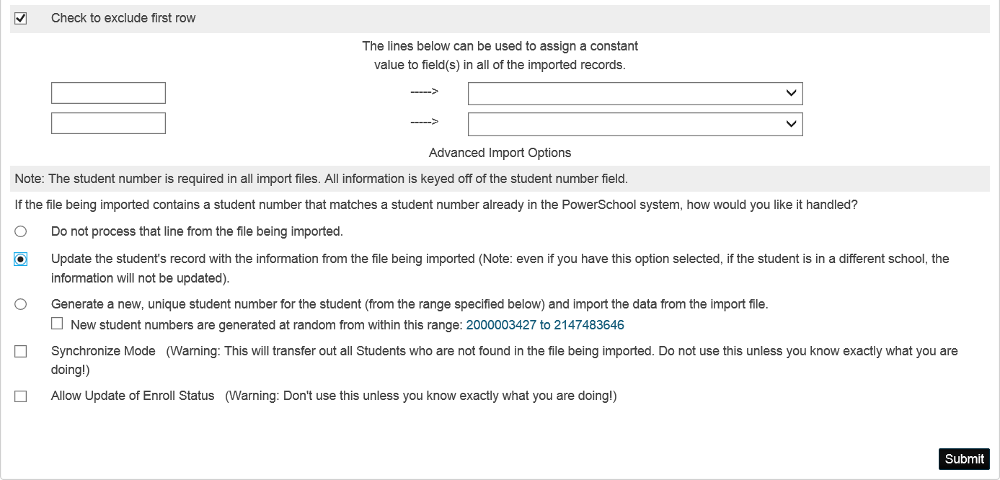 Check to exclude first row
The lines below can be used to assign a constant
value to field(s) in all of the imported records.
----->
----->
Advanced Import Options
Note: The student number is required in all import files. All information is keyed off of the student number field.
If the file being imported contains a student number that matches a student number already in the PowerSchool system, how would you like it handled?
Do not process that line from the file being imported.
Update the student's record with the information from the file being imported (Note: even if you have this option selected, if the student is in a different school, the
information will not be updated).
Generate a new, unique student number for the student (from the range specified below) and import the data from the import file.
New student numbers are generated at random from within this range: 2000003427 to 2147483646
Synchronize Mode (Warning: This will transfer out all Students who are not found in the file being imported. Do not use this unless you know exactly what you are
doing!)
Allow Update of Enroll Status (Warning: Don't use this unless you know exactly what you are doing!)
Submit